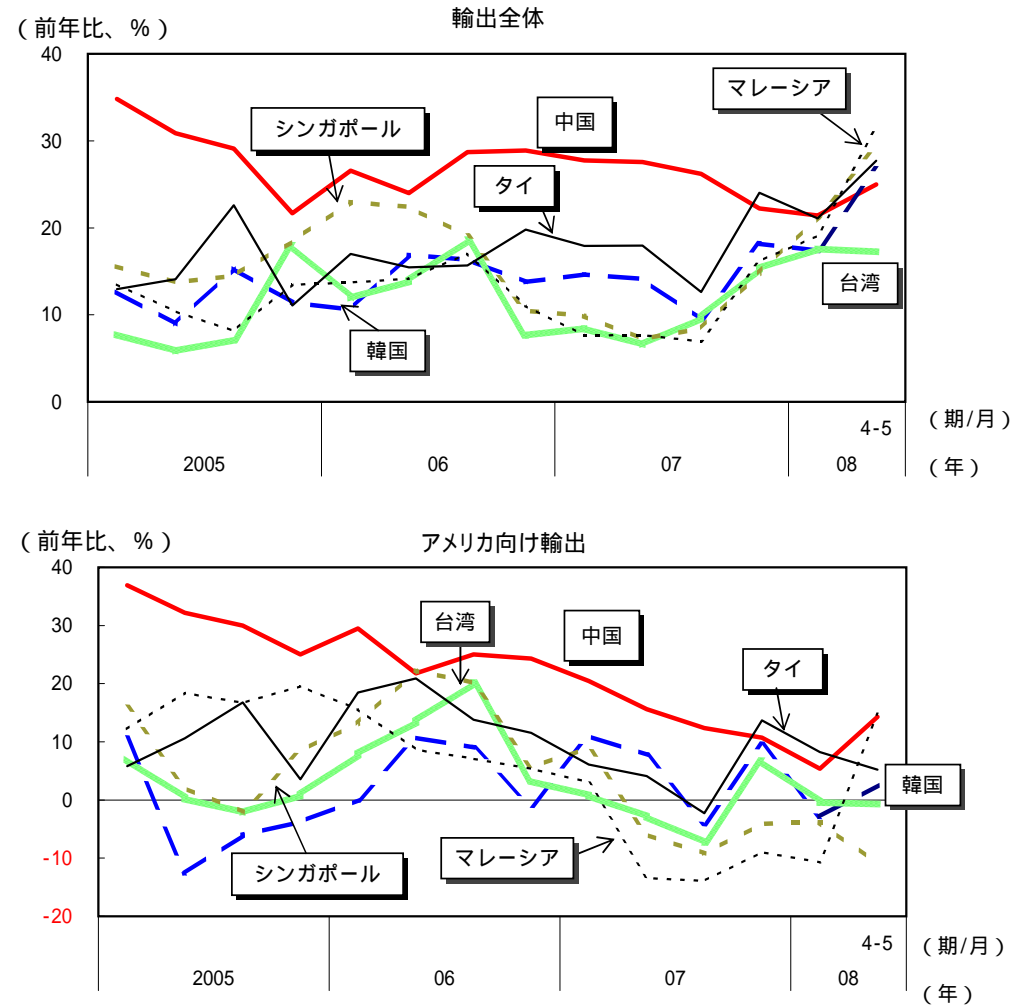 輸出全体
（前年比、％）
40
30
20
10
0
マレーシア
シンガポール
中国
タイ
台湾
韓国
4-5
（期/月）
2005
06
07
08
（年）
アメリカ向け輸出
（前年比、％）
40
30
20
10
0
-10
-20
台湾
中国
タイ
韓国
マレーシア
シンガポール
4-5
（期/月）
2005
06
07
08
（年）